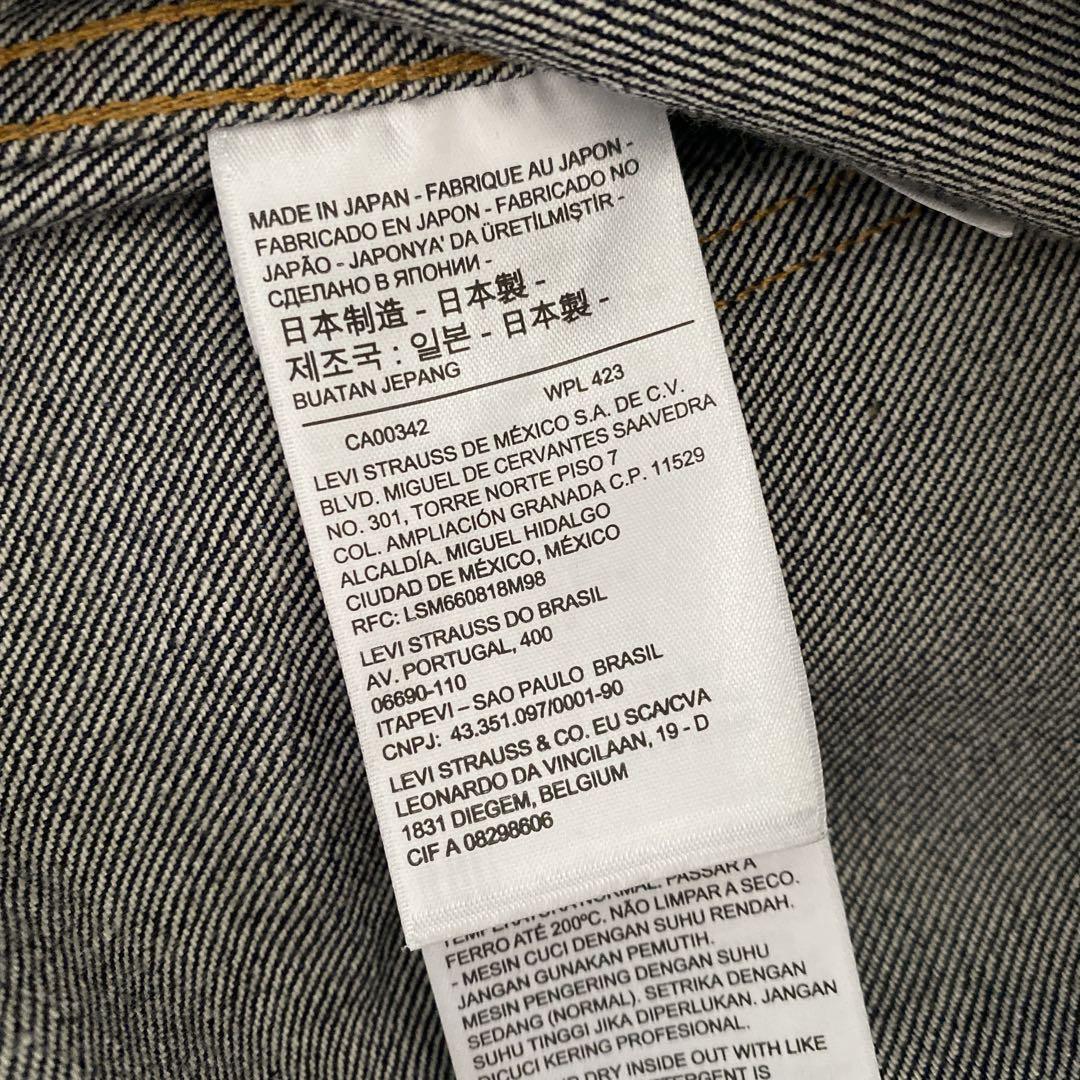 MADE IN JAPAN - FABRIQUE AU JAPON -
FABRICADO EN JAPON - FABRICADO NO
JAPÃO - JAPONYA' DA ÜRETİLMİŞTİR -
СДЕЛАНО В ЯПОНИИ -
日本制造 - 日本製 -
제조국 : 일본 - 日本製 -
BUATAN JEPANG
CA00342 WPL 423
LEVI STRAUSS DE MÉXICO S.A. DE C.V.
BLVD. MIGUEL DE CERVANTES SAAVEDRA
NO. 301, TORRE NORTE PISO 7
COL. AMPLIACIÓN GRANADA C.P. 11529
ALCALDÍA. MIGUEL HIDALGO
CIUDAD DE MÉXICO, MÉXICO
RFC: LSM660818M98
LEVI STRAUSS DO BRASIL
AV. PORTUGAL, 400
06690-110
ITAPEVI – SAO PAULO BRASIL
CNPJ: 43.351.097/0001-90
LEVI STRAUSS & CO. EU SCA/CVA
LEONARDO DA VINCILAAN, 19 - D
1831 DIEGEM, BELGIUM
CIF A 08298606
PASSAR A
FERRO ATÉ 200ºC. NÃO LIMPAR A SECO.
- MESIN CUCI DENGAN SUHU RENDAH.
JANGAN GUNAKAN PEMUTIH.
MESIN PENGERING DENGAN SUHU
SEDANG (NORMAL). SETRIKA DENGAN
SUHU TINGGI JIKA DIPERLUKAN. JANGAN
DICUCI KERING PROFESIONAL.
DRY INSIDE OUT WITH LIKE
IS